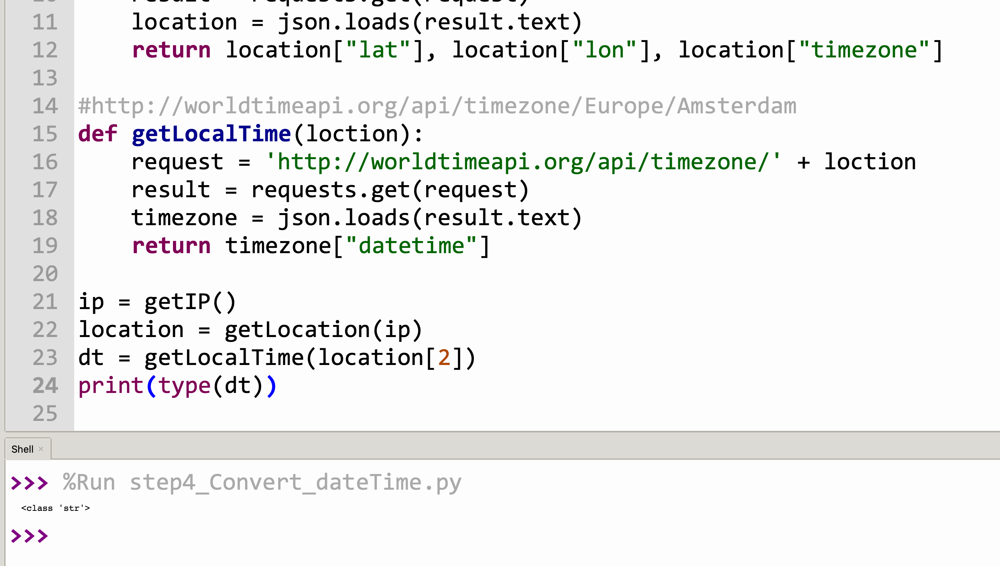 10 result = requests.get(request)
11 location = json.loads(result.text)
12 return location["lat"], location["lon"], location["timezone"]
13
14 #http://worldtimeapi.org/api/timezone/Europe/Amsterdam
15 def getLocalTime(loction):
16 request = 'http://worldtimeapi.org/api/timezone/' + loction
17 result = requests.get(request)
18 timezone = json.loads(result.text)
19 return timezone["datetime"]
20
21 ip = getIP()
22 location = getLocation(ip)
23 dt = getLocalTime(location[2])
24 print(type(dt))
25
Shell ×
>>> %Run step4_Convert_dateTime.py
<class 'str'>
>>>